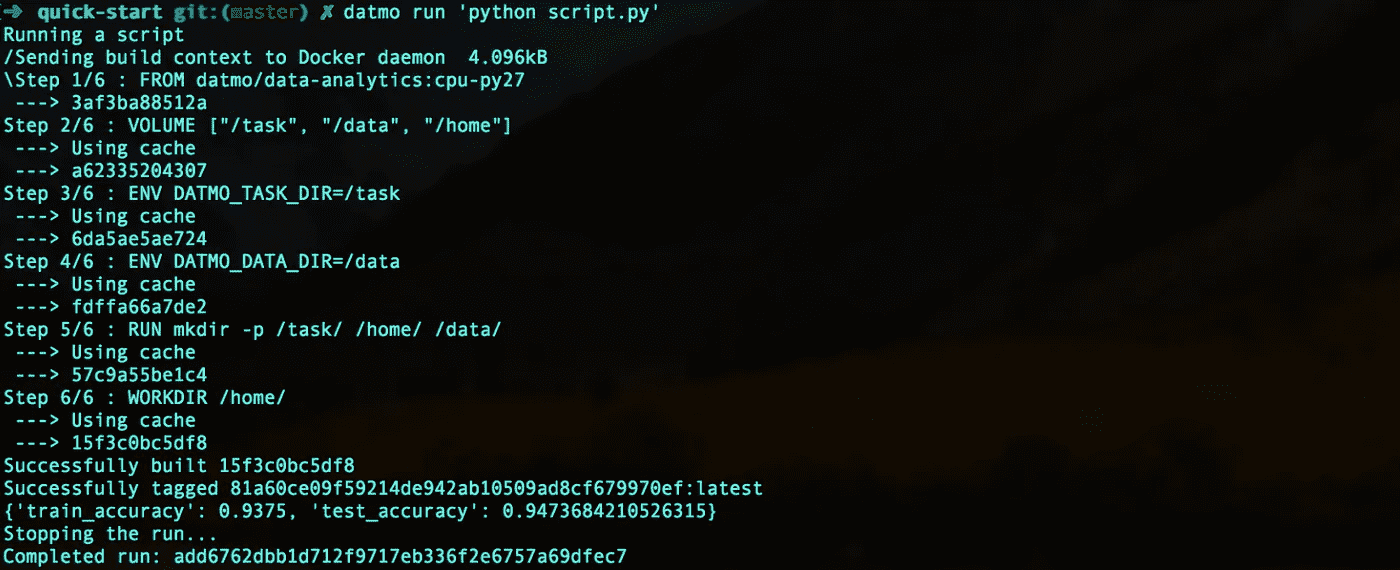 ➜ quick-start git:(master) ✗ datmo run 'python script.py'
Running a script
/Sending build context to Docker daemon  4.096kB
\Step 1/6 : FROM datmo/data-analytics:cpu-py27
 ---> 3af3ba88512a
Step 2/6 : VOLUME ["/task", "/data", "/home"]
 ---> Using cache
 ---> a62335204307
Step 3/6 : ENV DATMO_TASK_DIR=/task
 ---> Using cache
 ---> 6da5ae5ae724
Step 4/6 : ENV DATMO_DATA_DIR=/data
 ---> Using cache
 ---> fdffa66a7de2
Step 5/6 : RUN mkdir -p /task/ /home/ /data/
 ---> Using cache
 ---> 57c9a55be1c4
Step 6/6 : WORKDIR /home/
 ---> Using cache
 ---> 15f3c0bc5df8
Successfully built 15f3c0bc5df8
Successfully tagged 81a60ce09f59214de942ab10509ad8cf679970ef:latest
{'train_accuracy': 0.9375, 'test_accuracy': 0.9473684210526315}
Stopping the run...
Completed run: add6762dbb1d712f9717eb336f2e6757a69dfec7